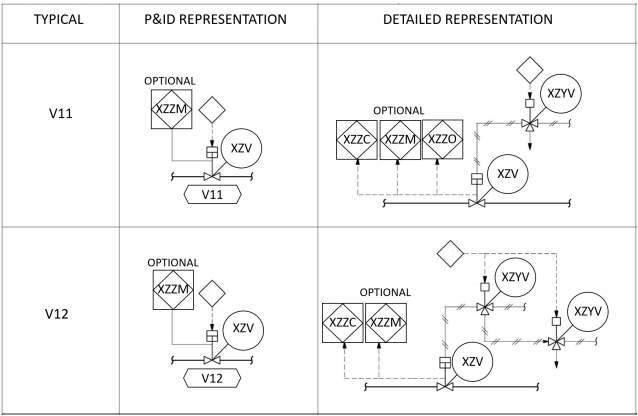 TYPICAL
P&ID REPRESENTATION
DETAILED REPRESENTATION
V11
OPTIONAL
XZZM
XZV
V11
OPTIONAL
XZZC
XZZM
XZZO
XZYV
XZV
V12
OPTIONAL
XZZM
XZV
V12
OPTIONAL
XZZC
XZZM
XZYV
XZYV
XZV